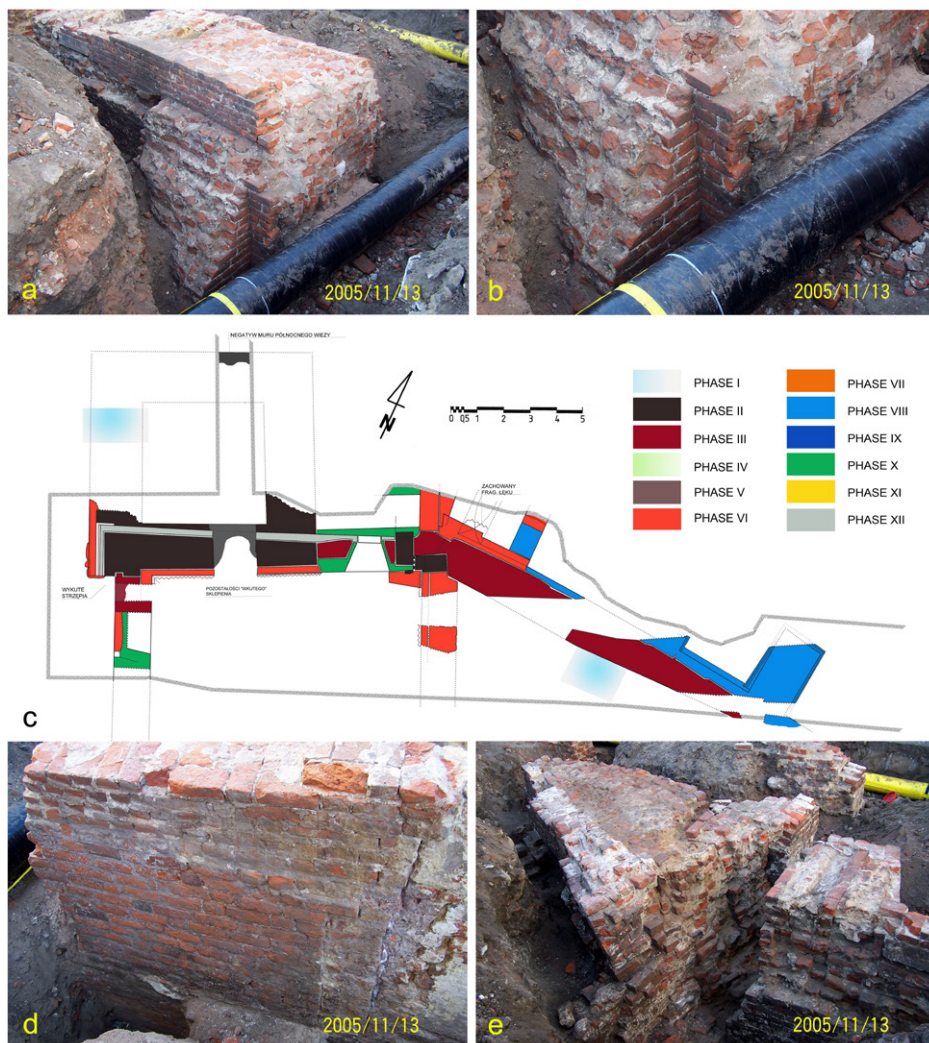 a
2005/11/13
b
2005/11/13
NEGATYW MURU PÓŁNOCNEGO WIEŻY
N
0 0,5 1 2 3 4 5
PHASE I
PHASE II
PHASE III
PHASE IV
PHASE V
PHASE VI
PHASE VII
PHASE VIII
PHASE IX
PHASE X
PHASE XI
PHASE XII
ZACHOWANY
FRAG. ŁĘKU
WYKUTE
STRZĘPIA
SKLEPIENIA
c
d
2005/11/13
e
2005/11/13